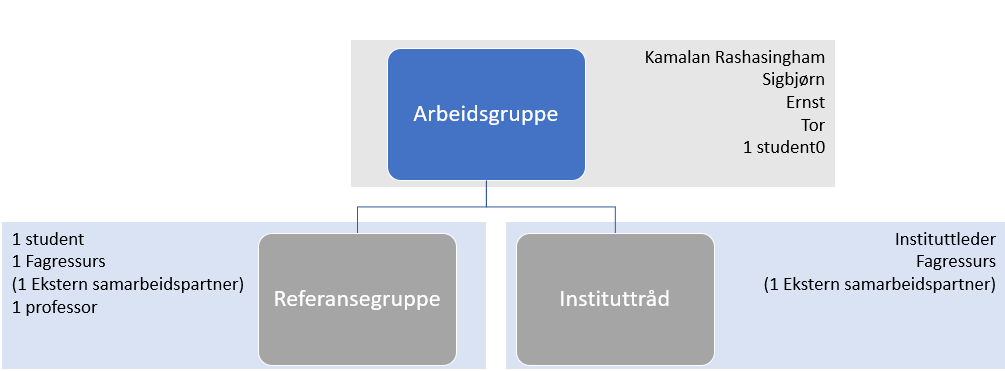 Arbeidsgruppe
Kamalan Rashasingham
Sigbjørn
Ernst
Tor
1 student0
1 student
1 Fagressurs
(1 Ekstern samarbeidspartner)
1 professor
Referansegruppe
Instituttråd
Instituttleder
Fagressurs
(1 Ekstern samarbeidspartner)